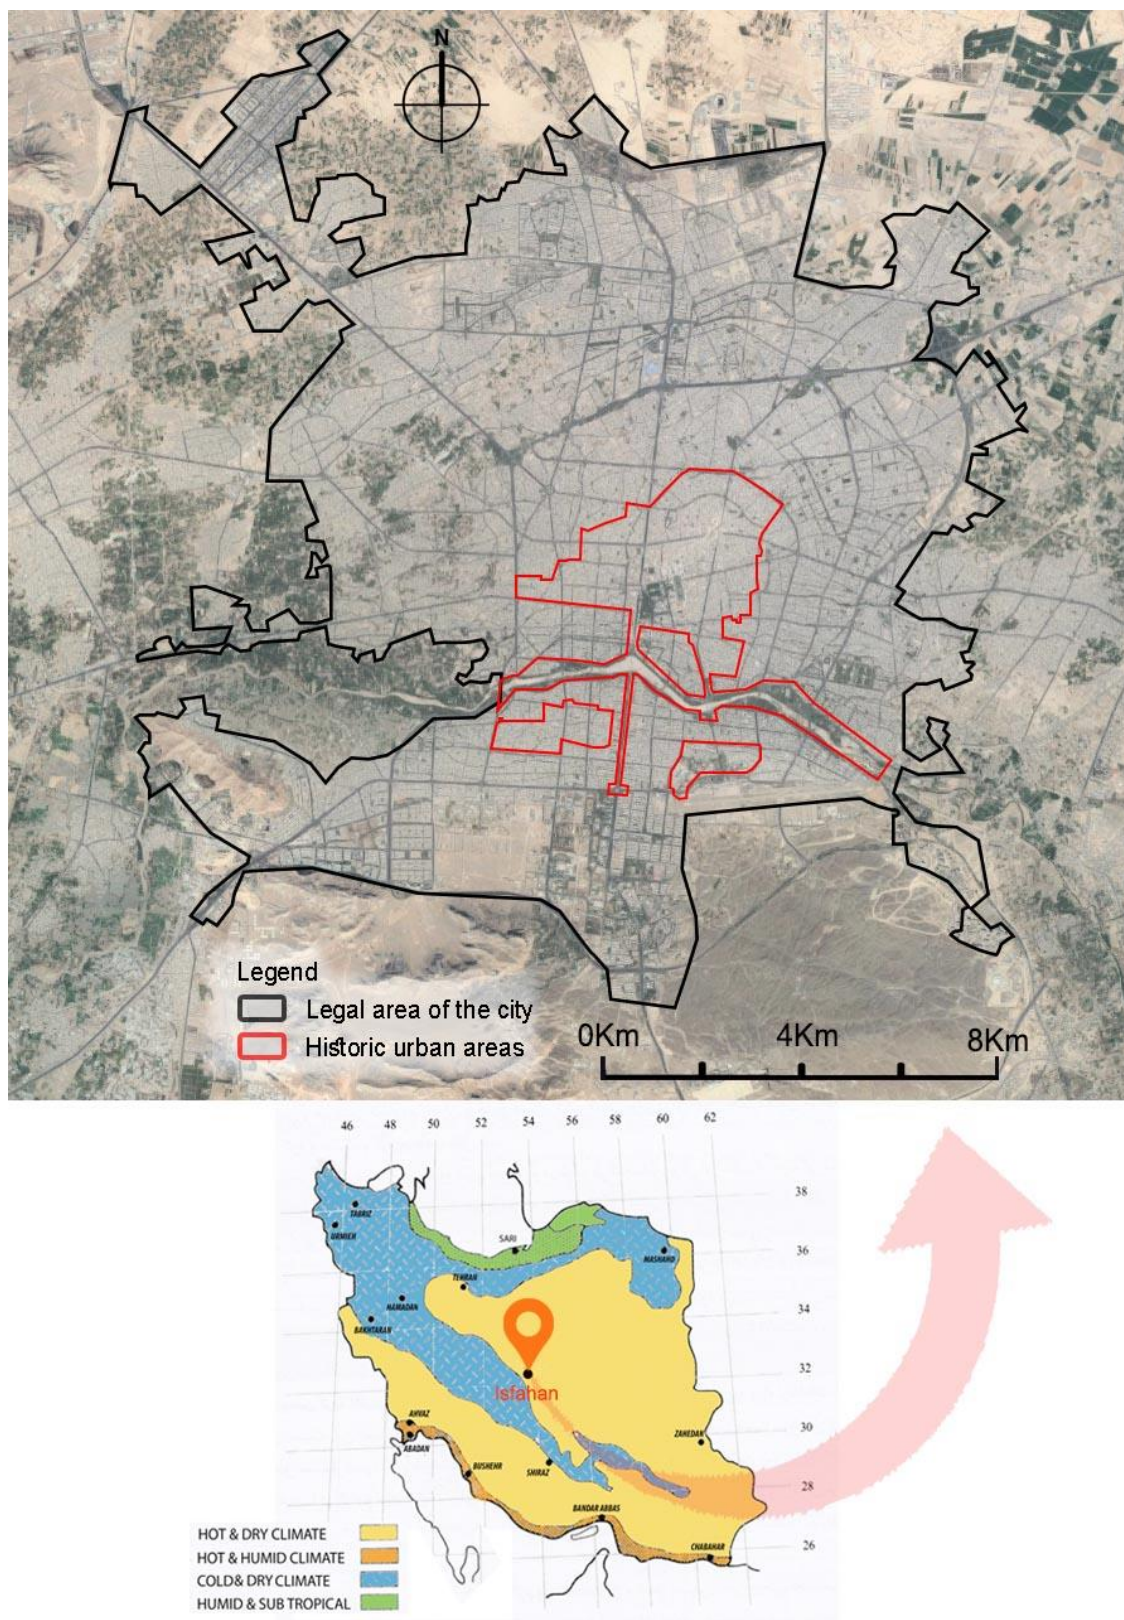 N
Legend
Legal area of the city
Historic urban areas
0Km 4Km 8Km
46 48 50 52 54 56 58 60 62
38
TABRIZ
URMIEH
SARI
36
MASHAHD
TEHRAN
HAMADAN
34
BAKHTARAN
32
Isfahan
30
AHVAZ
ZAHEDAN
ABADAN
BUSHEHR
SHIRAZ
28
BANDAR ABBAS
HOT & DRY CLIMATE
CHABAHAR
26
HOT & HUMID CLIMATE
COLD& DRY CLIMATE
HUMID & SUB TROPICAL